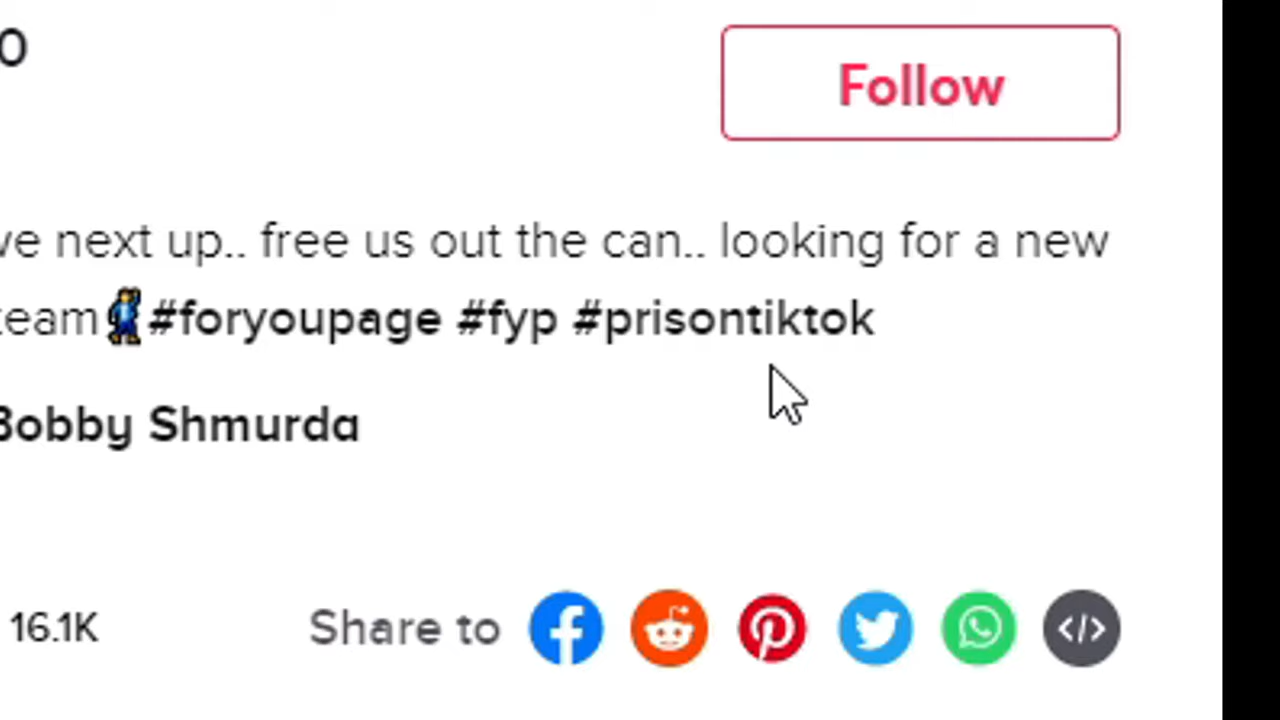 o
Follow
ve next up.. free us out the can.. looking for a new
team #foryoupage #fyp #prisontiktok
Bobby Shmurda
16.1K
Share to